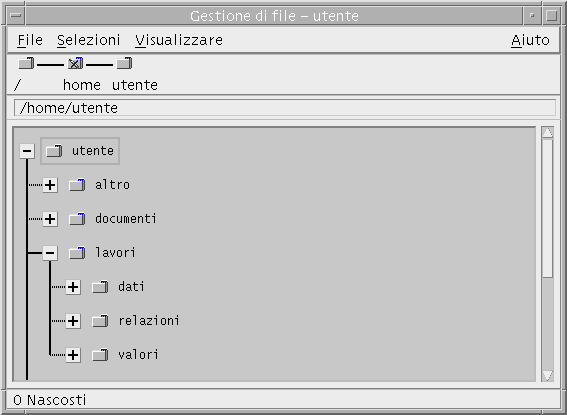 Gestione di file – utente
File Selezioni Visualizzare Aiuto
/ home utente
/home/utente
utente
altro
documenti
lavori
dati
relazioni
valori
0 Nascosti